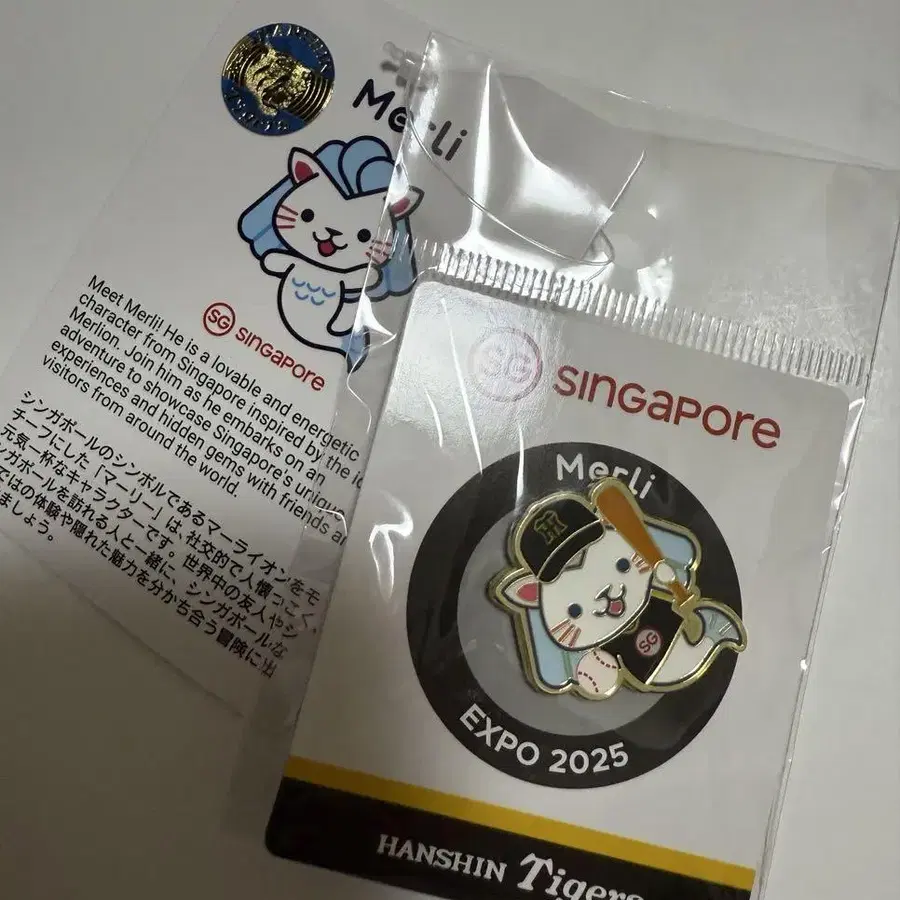 HANSHIN
Tigers
Merli
SG SINGAPORE
Meet Merli! He is a lovable and energetic
character from Singapore inspired by the
Merlion. Join him as he embarks on an
adventure to showcase Singapore's unique
experiences and hidden gems with friends
visitors from around the world.
シンガポールのシンボルであるマーライオンをモ
チーフにした「マーリー」は、社交的で人懐っこく、
元気一杯なキャラクターです。世界中の友人やシ
ンガポールを訪れる人と一緒に、シンガポールな
ではの体験や隠れた魅力を分かち合う冒険に出
ましょう。
SG SINGAPORE
Merli
H
SG
EXPO 2025
HANSHIN Tigers